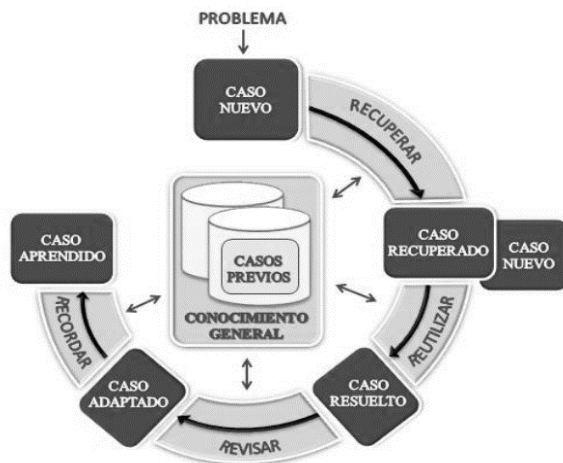 PROBLEMA
CASO
NUEVO
RECUPERAR
CASO
RECUPERADO
CASO
NUEVO
REUTILIZAR
CASO
RESUELTO
REVISAR
CASO
ADAPTADO
RECORDAR
CASO
APRENDIDO
CASOS
PREVIOS
CONOCIMIENTO
GENERAL